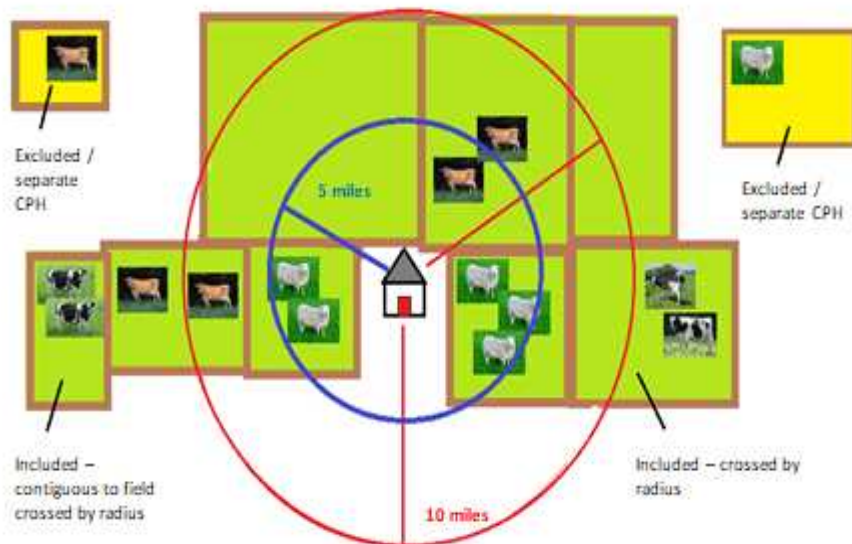 Excluded /
separate
CPH
5 miles
Excluded /
separate CPH
Included –
contiguous to field
crossed by radius
Included – crossed by
radius
10 miles